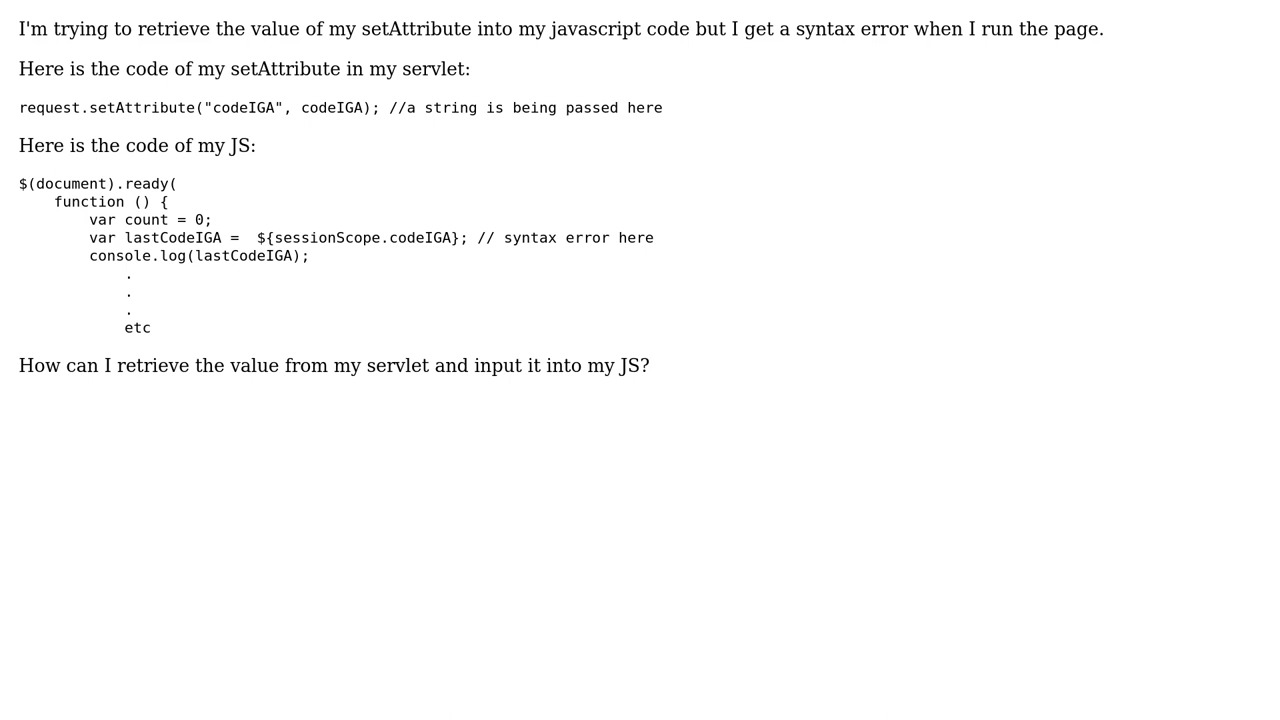 I'm trying to retrieve the value of my setAttribute into my javascript code but I get a syntax error when I run the page.
Here is the code of my setAttribute in my servlet:
request.setAttribute("codeIGA", codeIGA); //a string is being passed here
Here is the code of my JS:
$(document).ready(
    function () {
        var count = 0;
        var lastCodeIGA =  ${sessionScope.codeIGA}; // syntax error here
        console.log(lastCodeIGA);
            .
            .
            .
            etc
How can I retrieve the value from my servlet and input it into my JS?